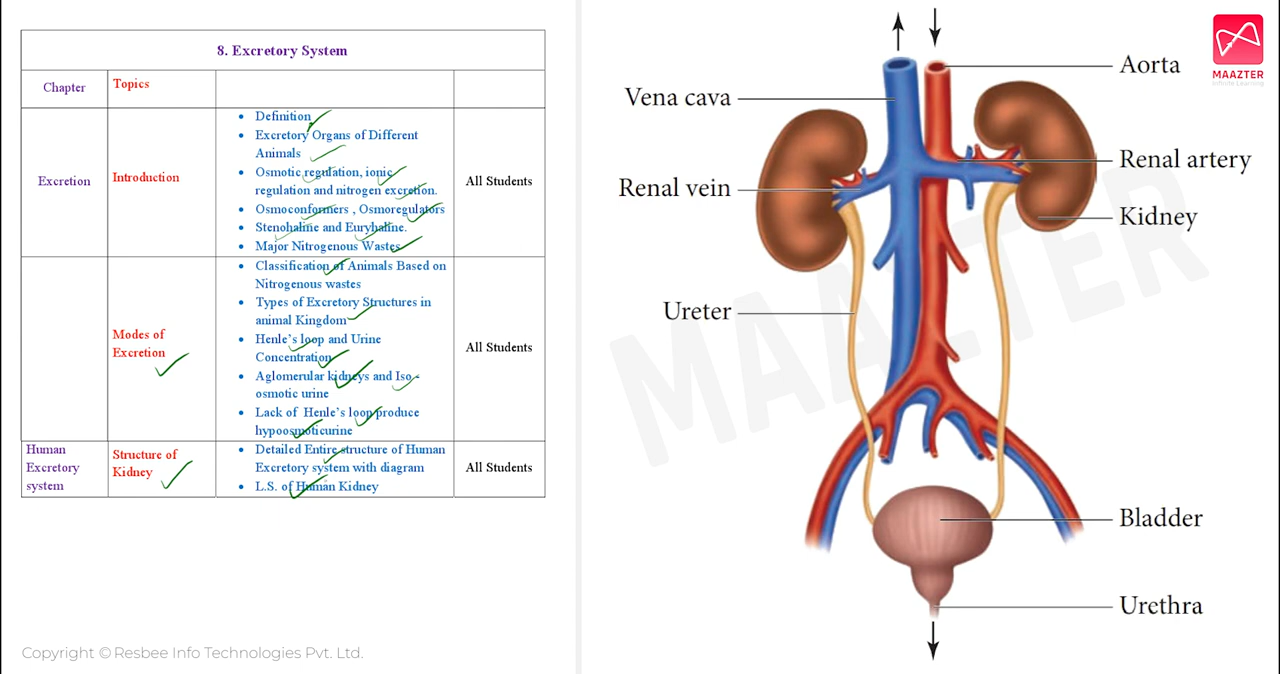 8. Excretory System
Chapter
Topics
Excretion
Introduction
• Definition
• Excretory Organs of Different
Animals
• Osmotic regulation, ionic
regulation and nitrogen excretion.
• Osmoconformers , Osmoregulators
• Stenohaline and Euryhaline.
• Major Nitrogenous Wastes
All Students
Modes of
Excretion
• Classification of Animals Based on
Nitrogenous wastes
• Types of Excretory Structures in
animal Kingdom
• Henle's loop and Urine
Concentration
• Aglomerular kidneys and Iso-
osmotic urine
• Lack of Henle's loop produce
hypoosmoticurine
All Students
Human
Excretory
system
Structure of
Kidney
• Detailed Entire structure of Human
Excretory system with diagram
• L.S. of Human Kidney
All Students
Copyright © Resbee Info Technologies Pvt. Ltd.
Vena cava
Renal vein
Ureter
Aorta
Renal artery
Kidney
Bladder
Urethra
MAAZTER
MAAZTER
Infinite Learning